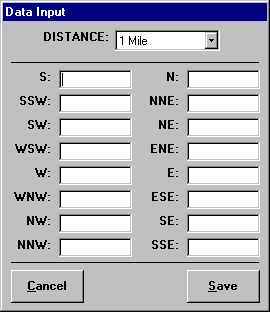 Data Input
DISTANCE: 1 Mile
S: N:
SSW: NNE:
SW: NE:
WSW: ENE:
W: E:
WNW: ESE:
NW: SE:
NNW: SSE:
Cancel Save